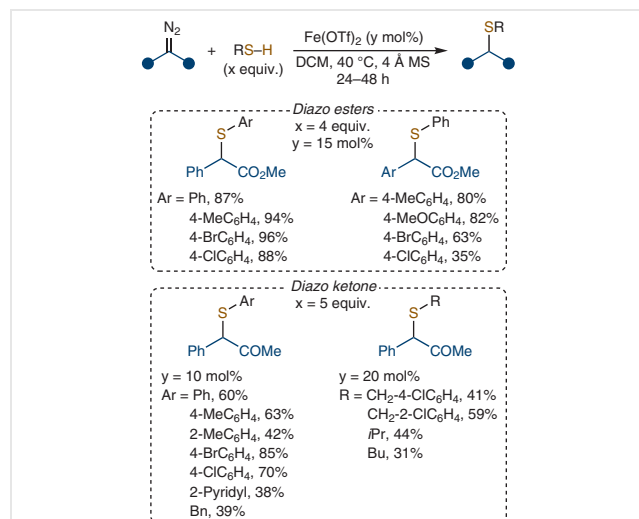 N2
+
RS–H
(x equiv.)
Fe(OTf)2 (y mol%)
DCM, 40 °C, 4 Å MS
24–48 h
SR
Diazo esters
x = 4 equiv.
y = 15 mol%
S Ar
Ph CO2Me
Ar = Ph, 87%
4-MeC6H4, 94%
4-BrC6H4, 96%
4-ClC6H4, 88%
S Ph
Ar CO2Me
Ar = 4-MeC6H4, 80%
4-MeOC6H4, 82%
4-BrC6H4, 63%
4-ClC6H4, 35%
Diazo ketone
x = 5 equiv.
S Ar
Ph COMe
y = 10 mol%
Ar = Ph, 60%
4-MeC6H4, 63%
2-MeC6H4, 42%
4-BrC6H4, 85%
4-ClC6H4, 70%
2-Pyridyl, 38%
Bn, 39%
S R
Ph COMe
y = 20 mol%
R = CH2-4-ClC6H4, 41%
CH2-2-ClC6H4, 59%
iPr, 44%
Bu, 31%